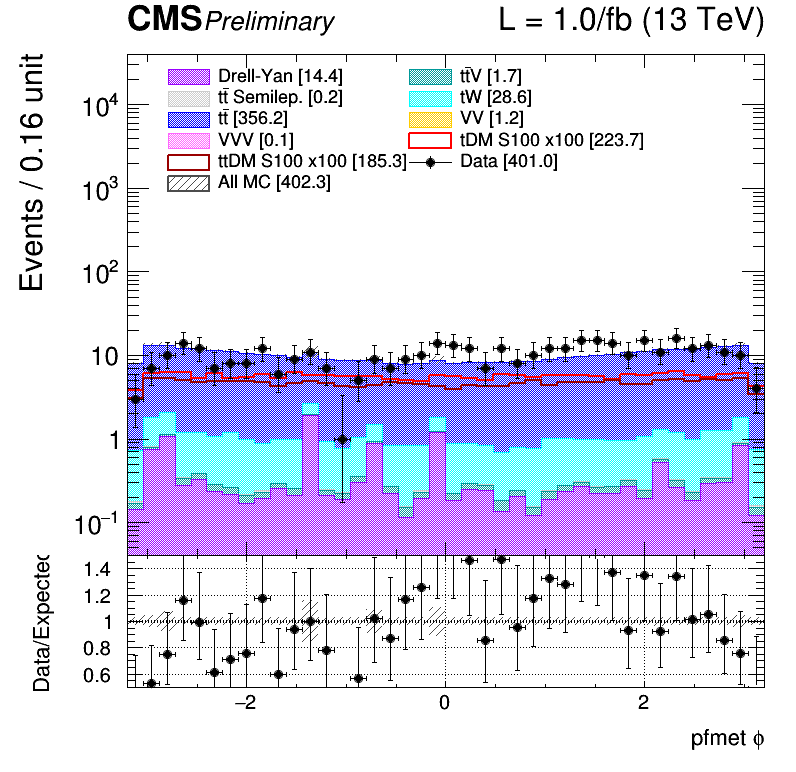 CMS Preliminary L = 1.0/fb (13 TeV)
Events / 0.16 unit
Drell-Yan [14.4]
tt̄V [1.7]
tt̄ Semilep. [0.2]
tW [28.6]
tt̄ [356.2]
VV [1.2]
VVV [0.1]
tDM S100 x100 [223.7]
ttDM S100 x100 [185.3]
Data [401.0]
All MC [402.3]
10⁴
10³
10²
10
1
10⁻¹
Data/Expected
1.4
1.2
1
0.8
0.6
−2 0 2
pfmet ϕ